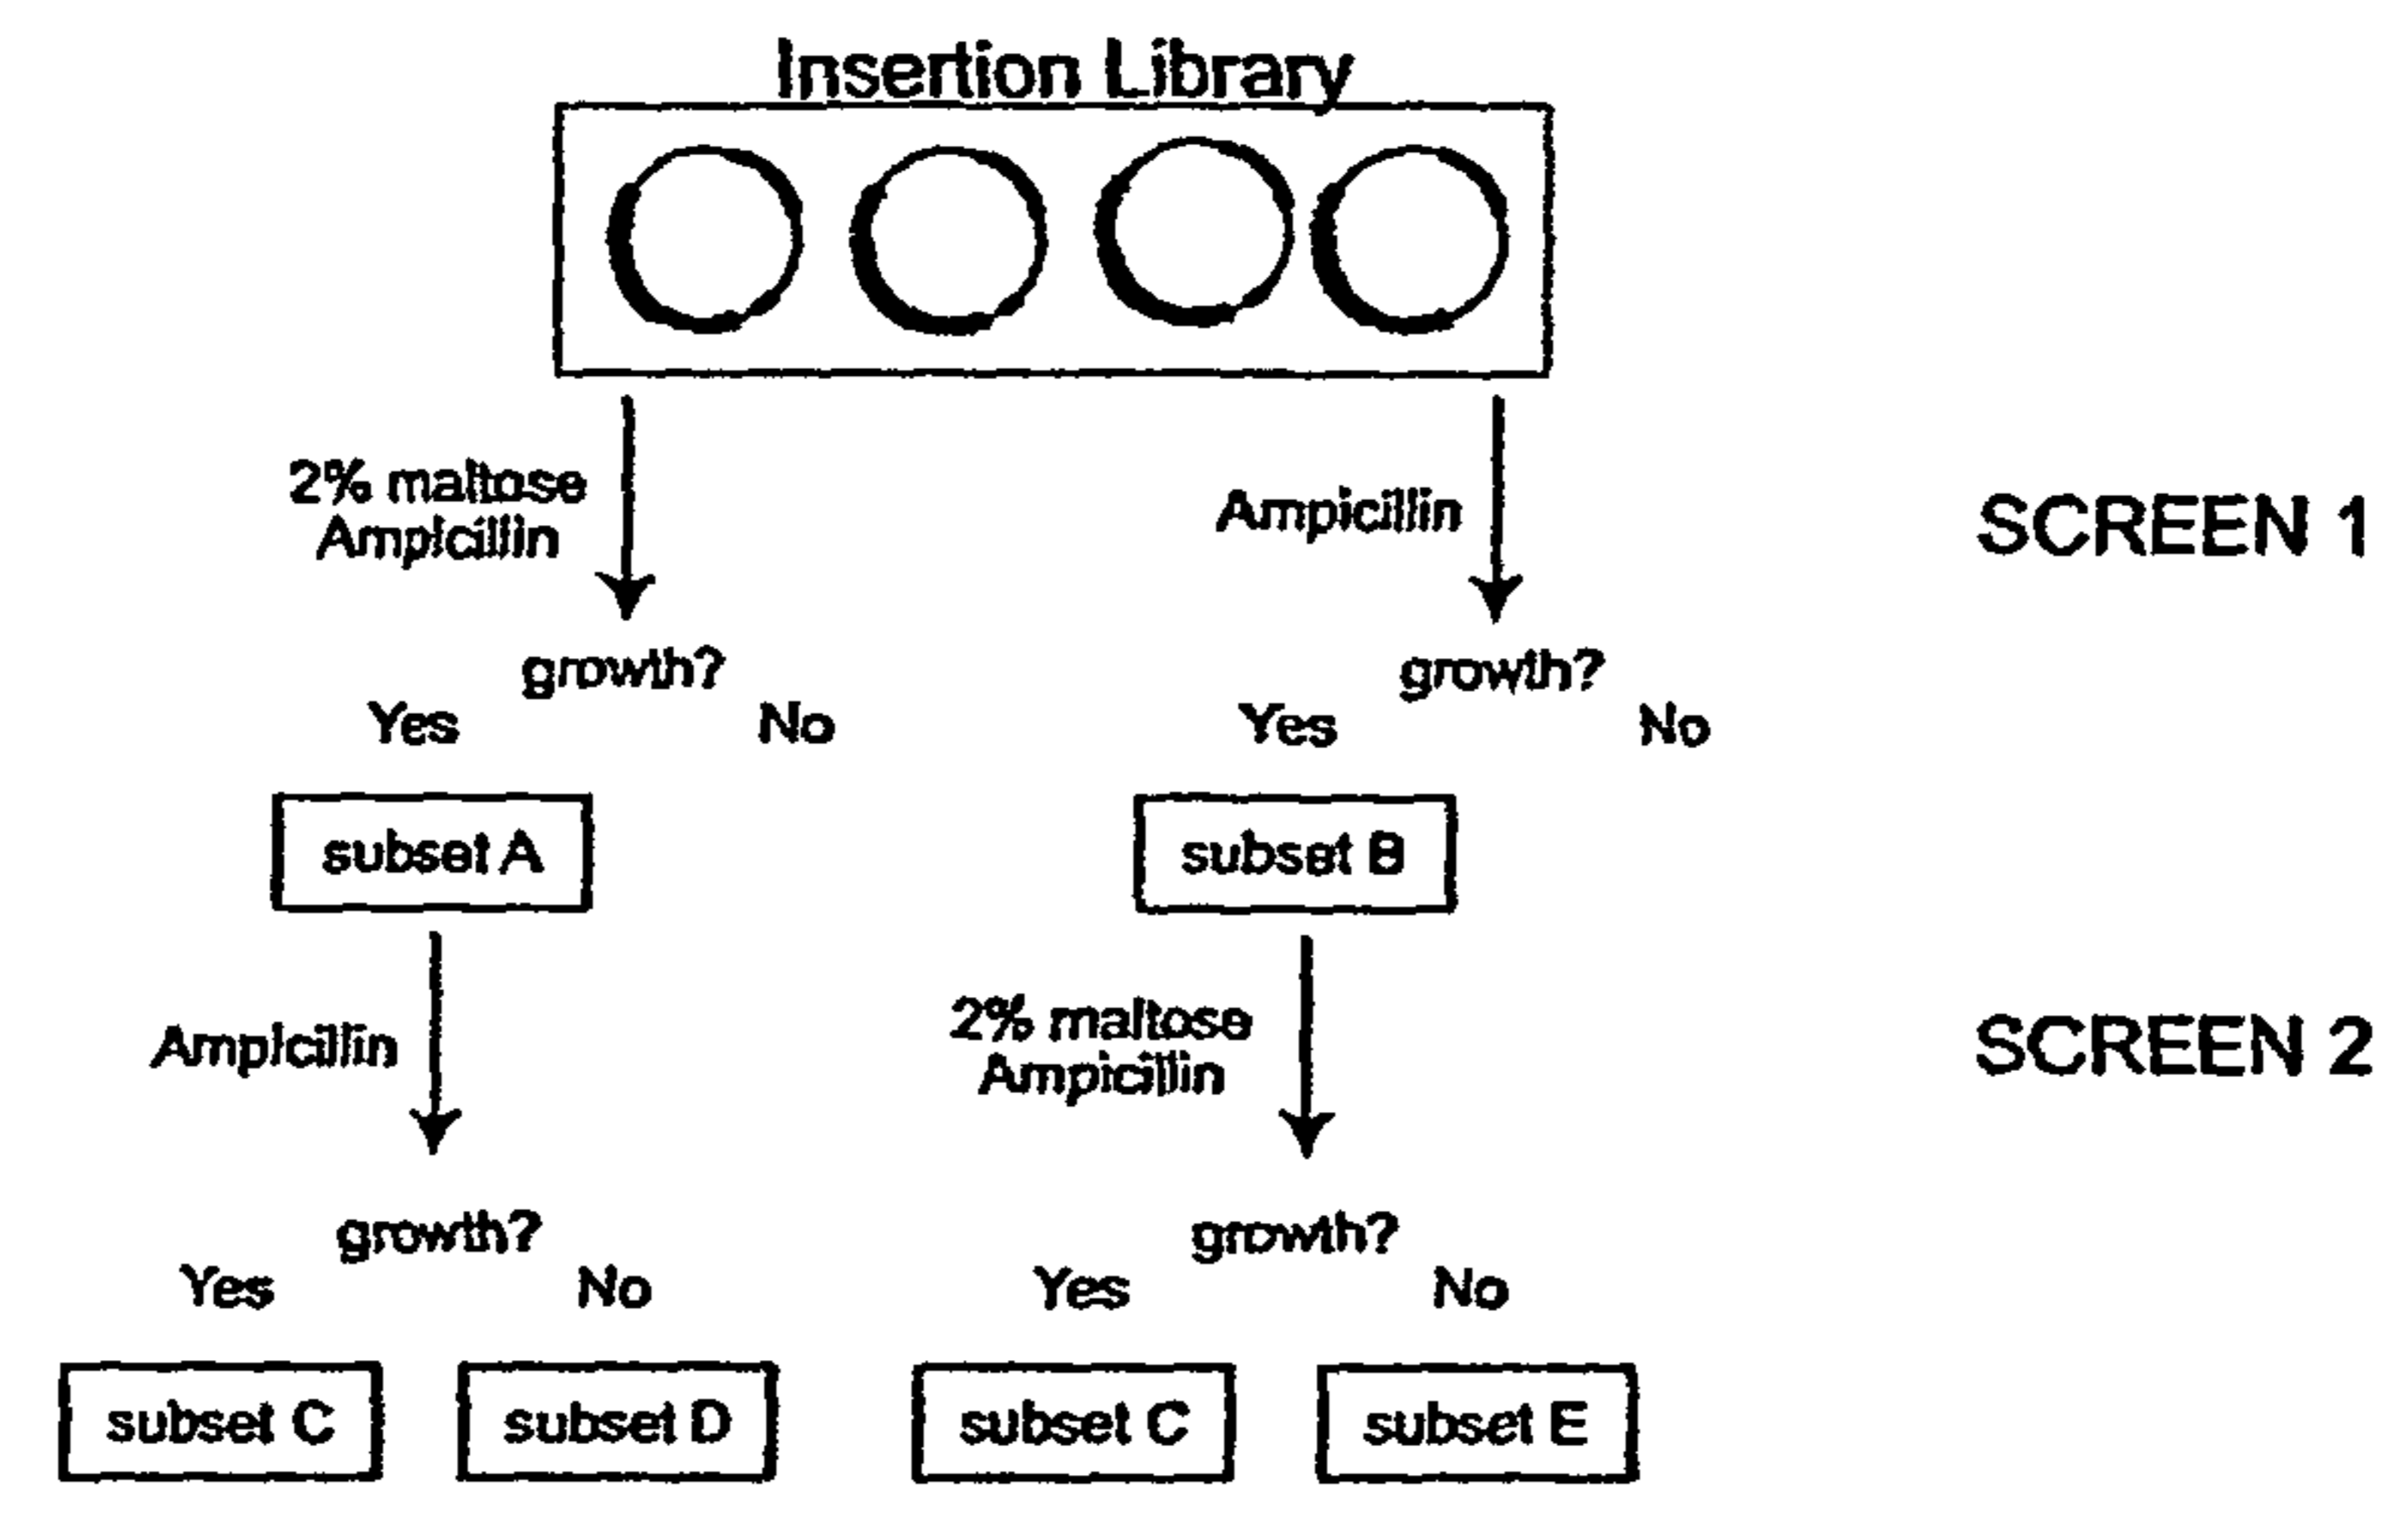 Insertion Library
2% maltose
Ampicillin
Ampicillin
SCREEN 1
growth?
Yes
No
growth?
Yes
No
subset A
subset B
Ampicillin
2% maltose
Ampicillin
SCREEN 2
growth?
Yes
No
growth?
Yes
No
subset C
subset D
subset C
subset E